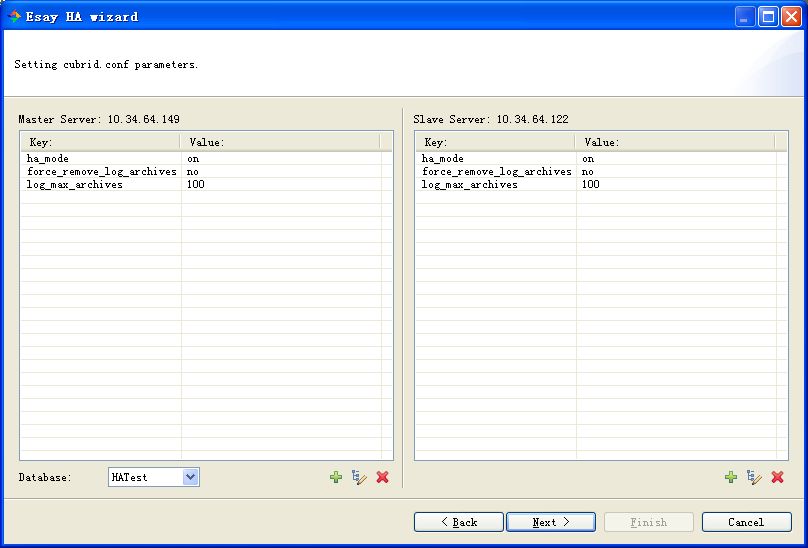 Esay HA wizard
Setting cubrid.conf parameters.
Master Server: 10.34.64.149
Key: Value:
ha_mode on
force_remove_log_archives no
log_max_archives 100
Database: HATest
Slave Server: 10.34.64.122
Key: Value:
ha_mode on
force_remove_log_archives no
log_max_archives 100
< Back Next > Finish Cancel